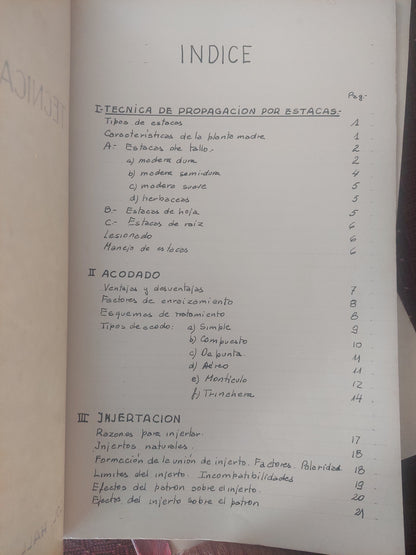 TECNICA
INDICE
Pag.-
I- TECNICA DE PROPAGACION POR ESTACAS.-
Tipos de estacas 1
Características de la planta madre 1
A.- Estacas de tallo.- 2
a) madera dura 2
b) madera semidura 4
c) madera suave 5
d) herbaceas 5
B.- Estacas de hoja 5
C.- Estacas de raiz 6
Lesionado 6
Manejo de estacas 6
II ACODADO
Ventajas y desventajas 7
Factores de enraizamiento 8
Esquemas de tratamiento 8
Tipos de acodo: a) Simple 9
b) Compuesto 10
c) De punta 11
d) Aéreo 11
e) Montículo 12
f) Trinchera 14
III INJERTACION
Razones para injertar. 17
Injertos naturales. 18
Formación de la unión de injerto. Factores. Polaridad. 18
Limites del injerto. Incompatibilidades 19
Efectos del patrón sobre el injerto. 20
Efectos del injerto sobre el patrón 21